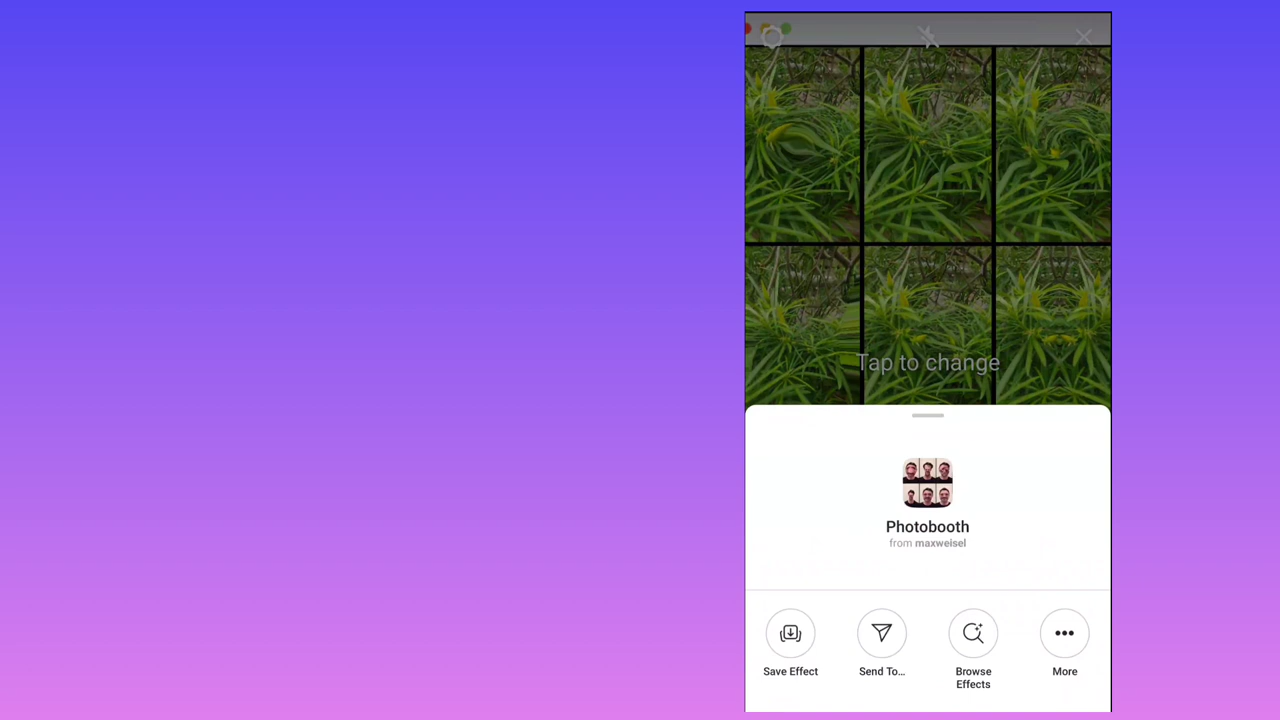 Tap to change
Photobooth
from maxweisel
Save Effect
Send To...
Browse
Effects
More